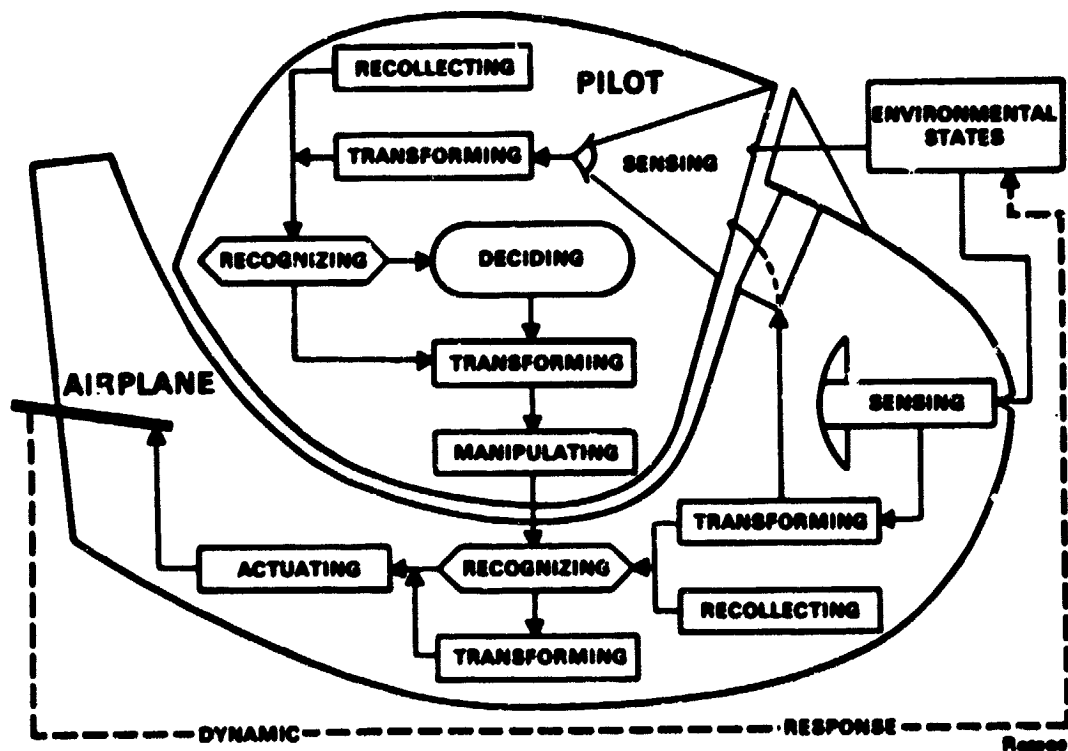 RECOLLECTING
PILOT
ENVIRONMENTAL
STATES
TRANSFORMING
SENSING
RECOGNIZING
DECIDING
TRANSFORMING
AIRPLANE
SENSING
MANIPULATING
TRANSFORMING
ACTUATING
RECOGNIZING
RECOLLECTING
TRANSFORMING
DYNAMIC
RESPONSE